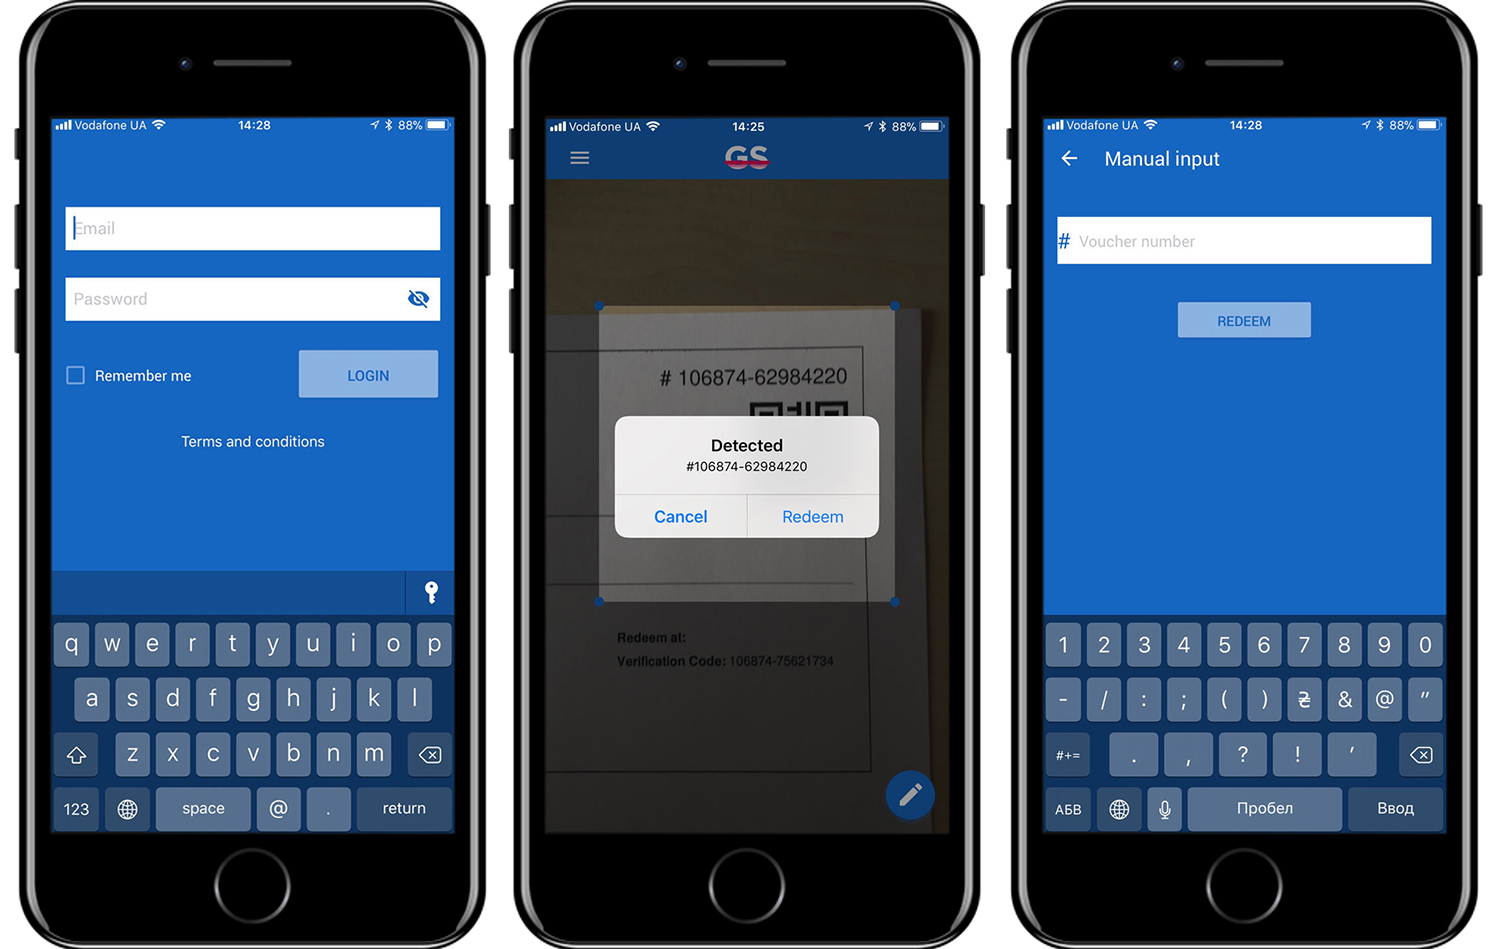 Vodafone UA 14:28 88%
Email
Password
Remember me LOGIN
Terms and conditions
q w e r t y u i o p
a s d f g h j k l
z x c v b n m
123 space @ . return
Vodafone UA 14:25 88%
GS
# 106874-62984220
Detected
#106874-62984220
Cancel Redeem
Redeem at:
Verification Code: 106874-75621734
Vodafone UA 14:28 88%
Manual input
# Voucher number
REDEEM
1 2 3 4 5 6 7 8 9 0
- / : ; ( ) ₴ & @ "
#+= . , ? ! '
АБВ Пробел Ввод